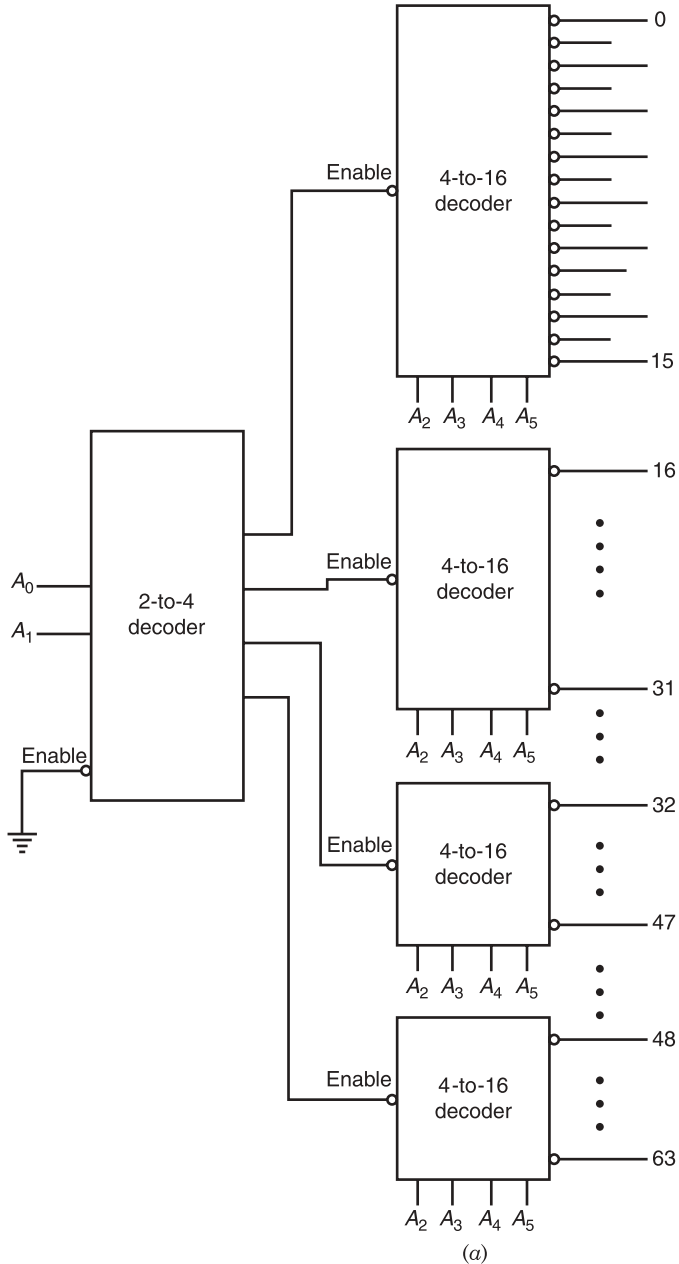 0
Enable
4-to-16
decoder
15
A2 A3 A4 A5
16
Enable
4-to-16
decoder
A0
2-to-4
decoder
A1
31
A2 A3 A4 A5
Enable
32
Enable
4-to-16
decoder
47
A2 A3 A4 A5
48
Enable
4-to-16
decoder
63
A2 A3 A4 A5
(a)